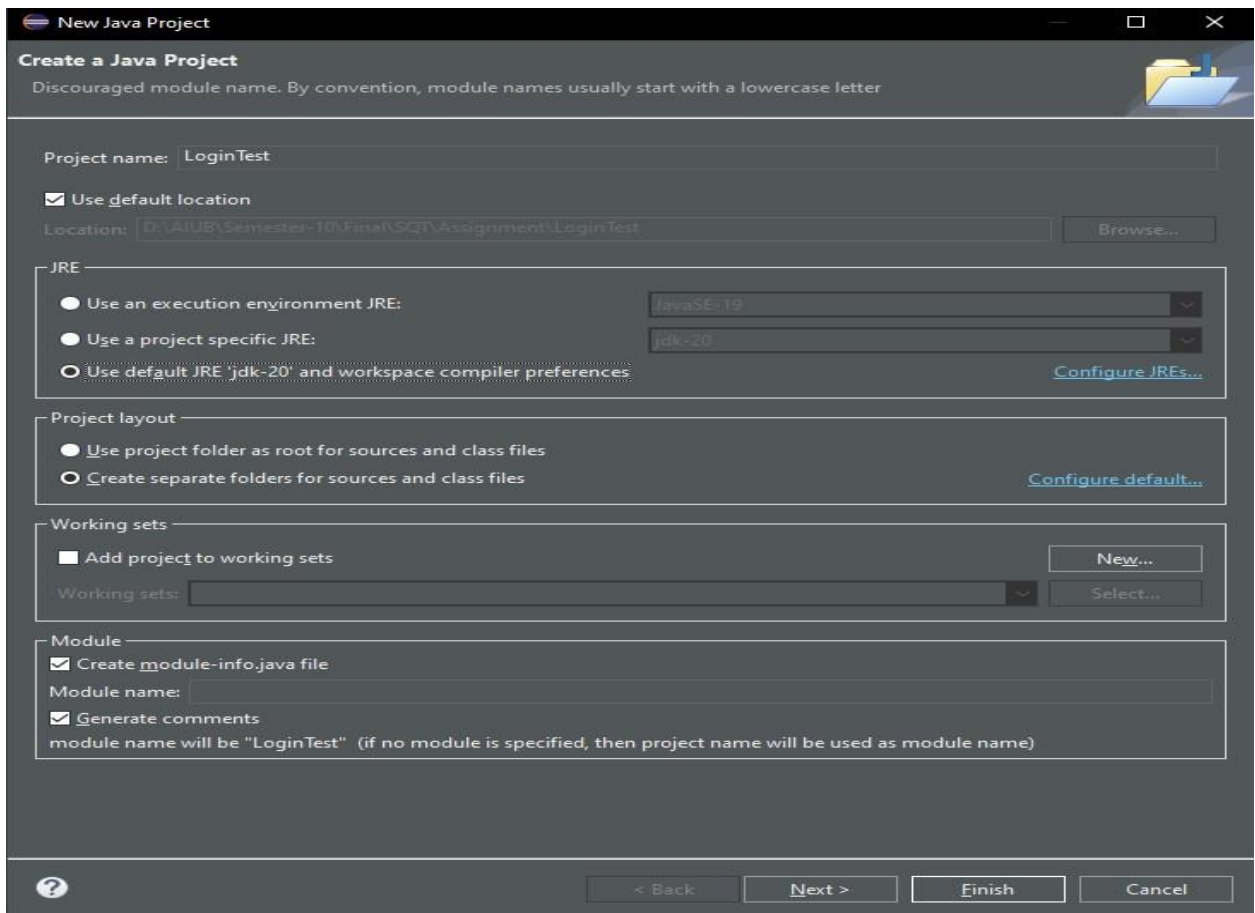 New Java Project
Create a Java Project
Discouraged module name. By convention, module names usually start with a lowercase letter
Project name: LoginTest
Use default location
Location: D:\AIUB\Semester-10\Final\SQT\Assignment\LoginTest Browse...
JRE
Use an execution environment JRE: JavaSE-19
Use a project specific JRE: jdk-20
Use default JRE 'jdk-20' and workspace compiler preferences Configure JREs...
Project layout
Use project folder as root for sources and class files
Create separate folders for sources and class files Configure default...
Working sets
Add project to working sets New...
Working sets: Select...
Module
Create module-info.java file
Module name:
Generate comments
module name will be "LoginTest" (if no module is specified, then project name will be used as module name)
? < Back Next > Finish Cancel